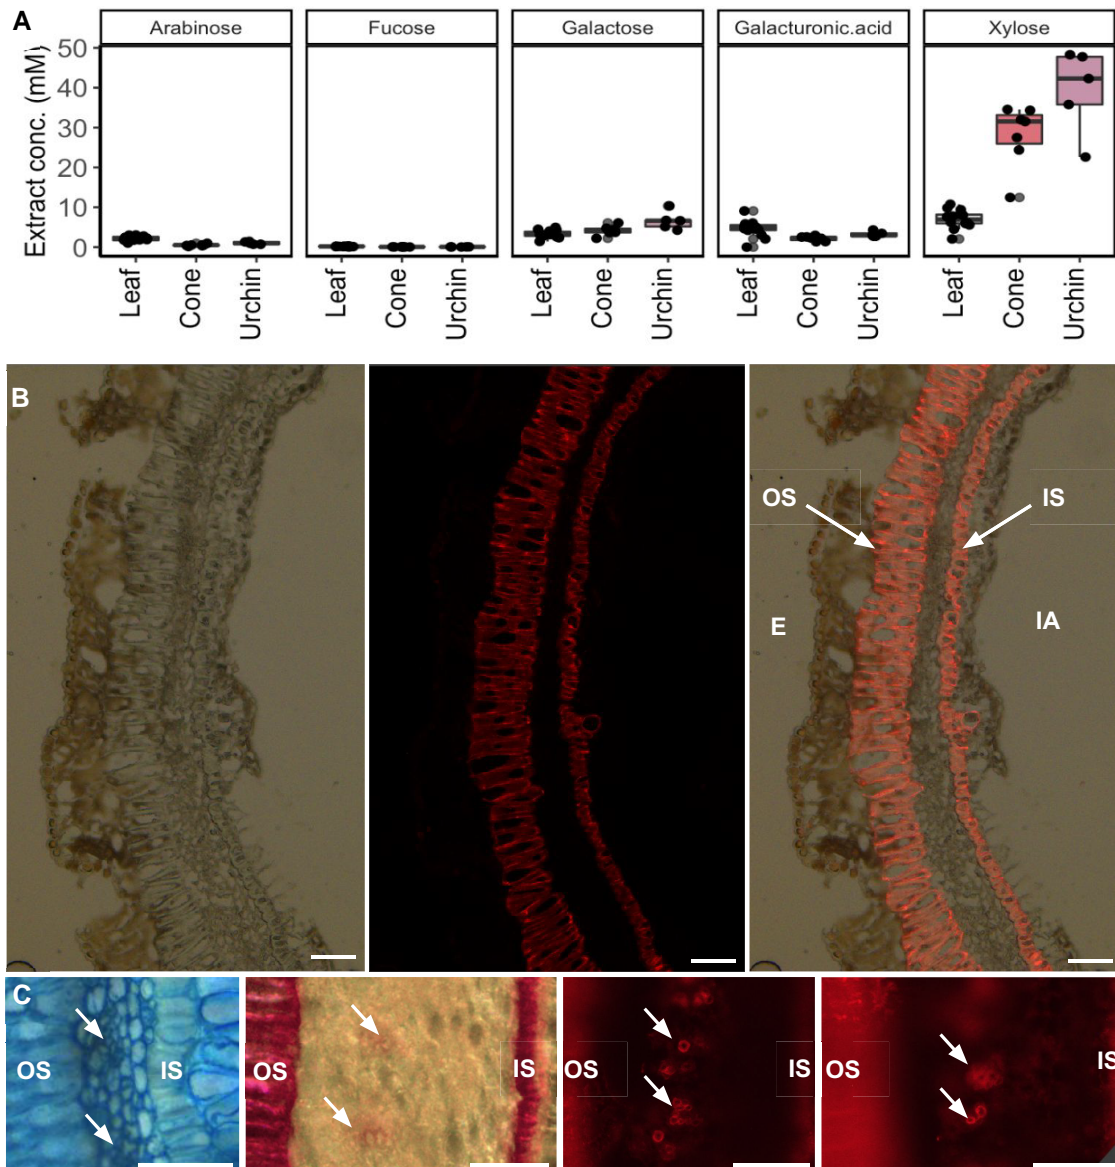 A
Arabinose
Fucose
Galactose
Galacturonic.acid
Xylose
Extract conc. (mM)
50
40
30
20
10
0
Leaf
Cone
Urchin
Leaf
Cone
Urchin
Leaf
Cone
Urchin
Leaf
Cone
Urchin
Leaf
Cone
Urchin
B
OS
IS
E
IA
C
OS
IS
OS
IS
OS
IS
OS
IS